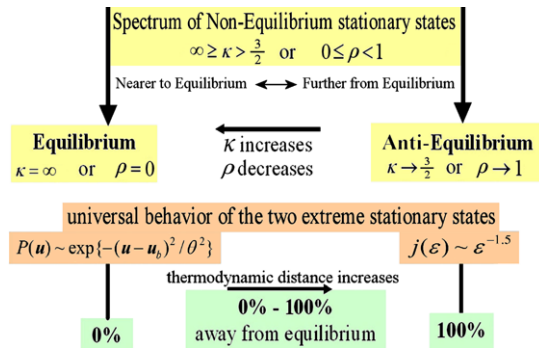 Spectrum of Non-Equilibrium stationary states
∞ ≥ κ > 3/2 or 0 ≤ ρ < 1
Nearer to Equilibrium ⟷ Further from Equilibrium
Equilibrium
κ = ∞ or ρ = 0
κ increases
ρ decreases
Anti-Equilibrium
κ → 3/2 or ρ → 1
universal behavior of the two extreme stationary states
P(u) ~ exp{-(u - u_b)² / θ²}
j(ε) ~ ε^{-1.5}
thermodynamic distance increases
0%
0% - 100%
away from equilibrium
100%